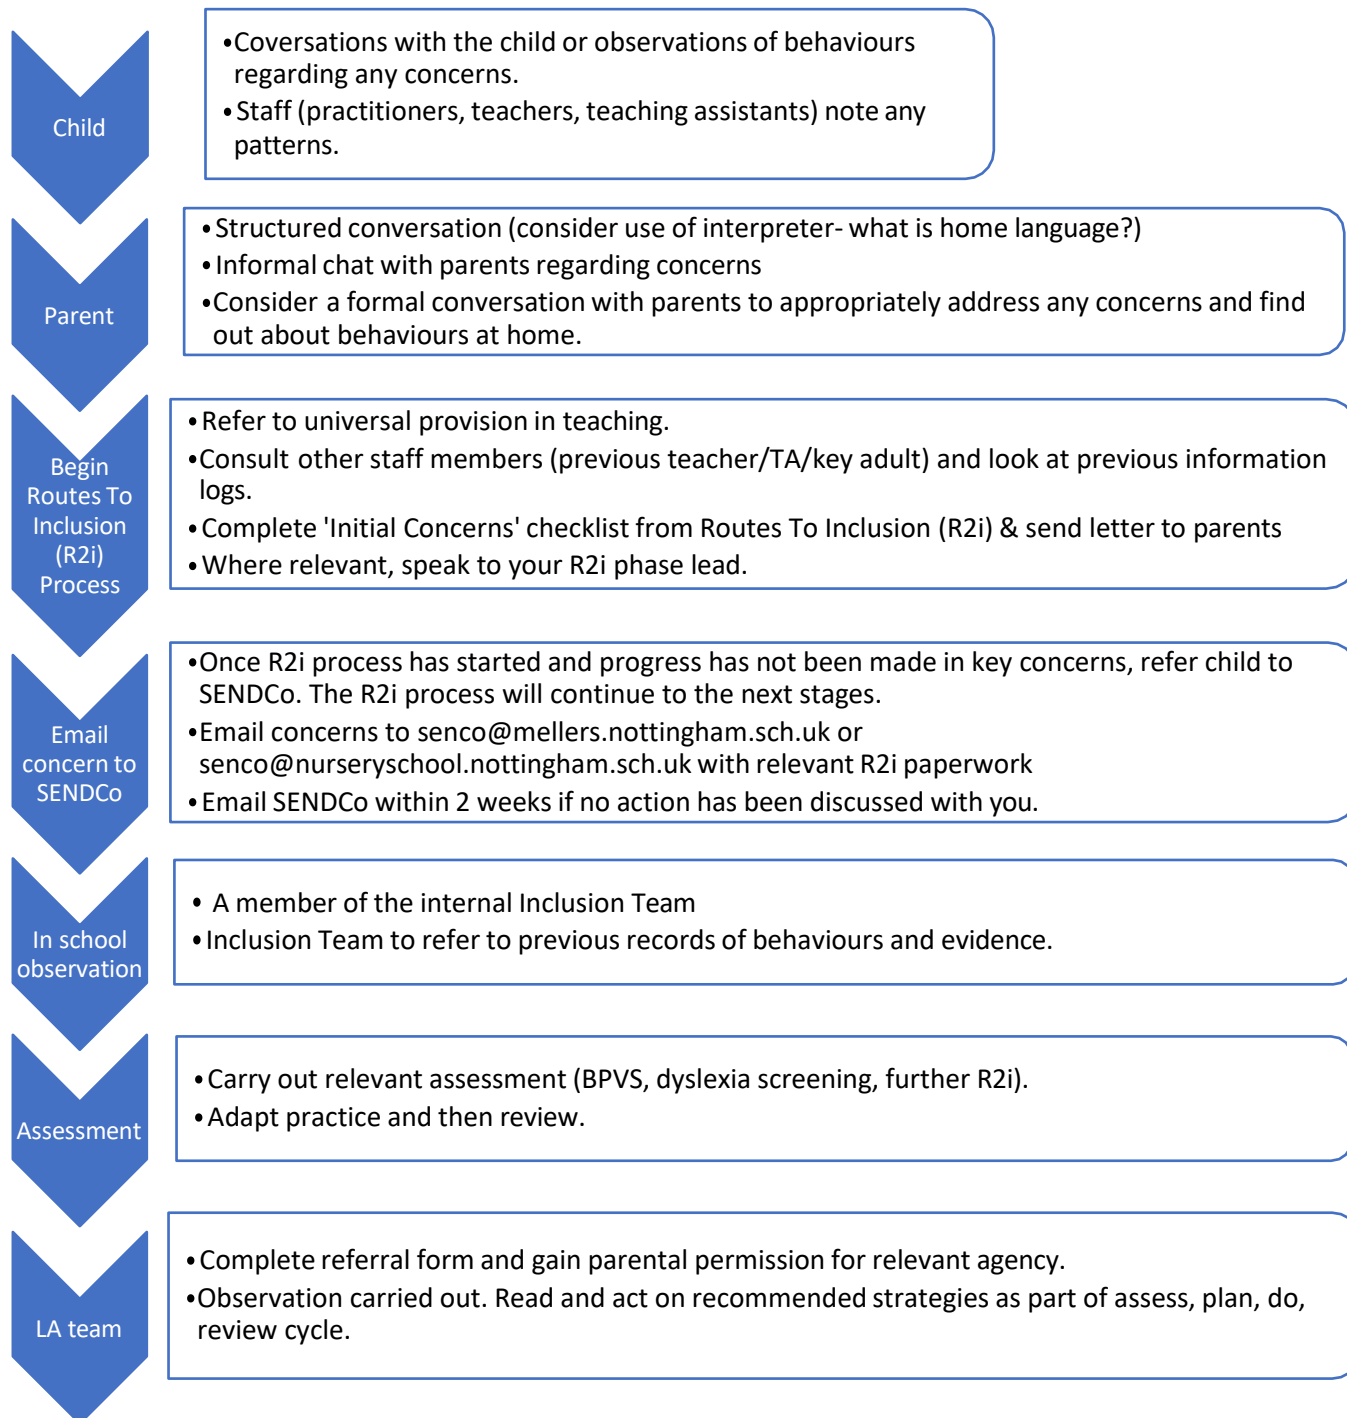 Child
•Coversations with the child or observations of behaviours
regarding any concerns.
•Staff (practitioners, teachers, teaching assistants) note any
patterns.
Parent
•Structured conversation (consider use of interpreter- what is home language?)
•Informal chat with parents regarding concerns
•Consider a formal conversation with parents to appropriately address any concerns and find
out about behaviours at home.
Begin
Routes To
Inclusion
(R2i)
Process
•Refer to universal provision in teaching.
•Consult other staff members (previous teacher/TA/key adult) and look at previous information
logs.
•Complete 'Initial Concerns' checklist from Routes To Inclusion (R2i) & send letter to parents
•Where relevant, speak to your R2i phase lead.
Email
concern to
SENDCo
•Once R2i process has started and progress has not been made in key concerns, refer child to
SENDCo. The R2i process will continue to the next stages.
•Email concerns to senco@mellers.nottingham.sch.uk or
senco@nurseryschool.nottingham.sch.uk with relevant R2i paperwork
•Email SENDCo within 2 weeks if no action has been discussed with you.
In school
observation
• A member of the internal Inclusion Team
•Inclusion Team to refer to previous records of behaviours and evidence.
Assessment
•Carry out relevant assessment (BPVS, dyslexia screening, further R2i).
•Adapt practice and then review.
LA team
•Complete referral form and gain parental permission for relevant agency.
•Observation carried out. Read and act on recommended strategies as part of assess, plan, do,
review cycle.